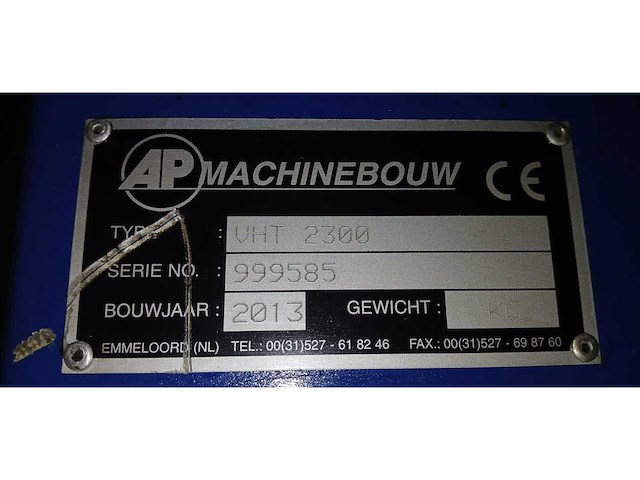 AP MACHINEBOUW CE
TYPE : VHT 2300
SERIE NO. : 999585
BOUWJAAR : 2013 GEWICHT : KG
EMMELOORD (NL) TEL.: 00(31)527 - 61 82 46 FAX.: 00(31)527 - 69 87 60